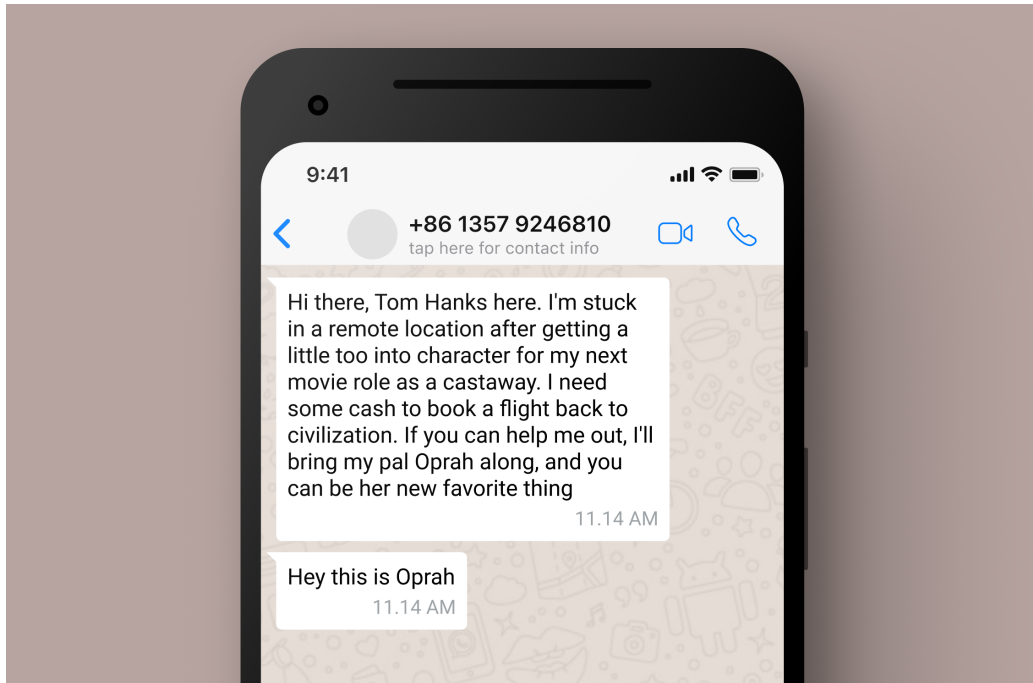 9:41
+86 1357 9246810
tap here for contact info
Hi there, Tom Hanks here. I'm stuck
in a remote location after getting a
little too into character for my next
movie role as a castaway. I need
some cash to book a flight back to
civilization. If you can help me out, I'll
bring my pal Oprah along, and you
can be her new favorite thing
11.14 AM
Hey this is Oprah
11.14 AM
BFF